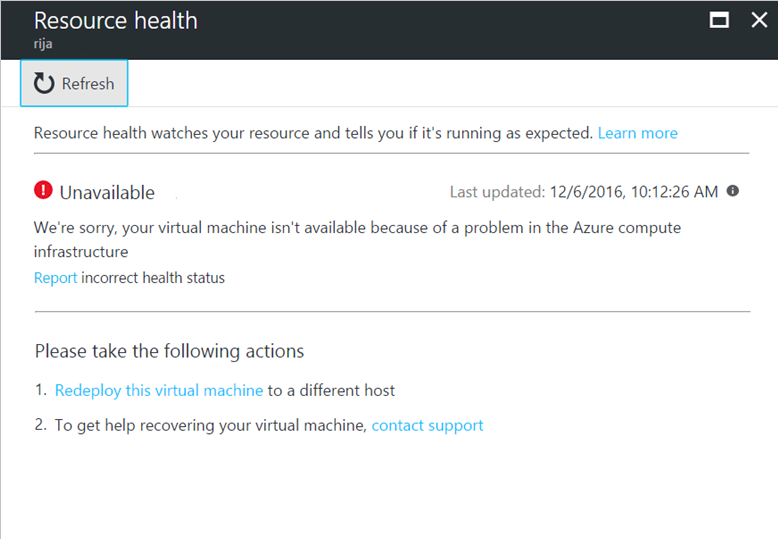 Resource health
rija
Refresh
Resource health watches your resource and tells you if it's running as expected. Learn more
Unavailable
Last updated: 12/6/2016, 10:12:26 AM
We're sorry, your virtual machine isn't available because of a problem in the Azure compute
infrastructure
Report incorrect health status
Please take the following actions
1. Redeploy this virtual machine to a different host
2. To get help recovering your virtual machine, contact support